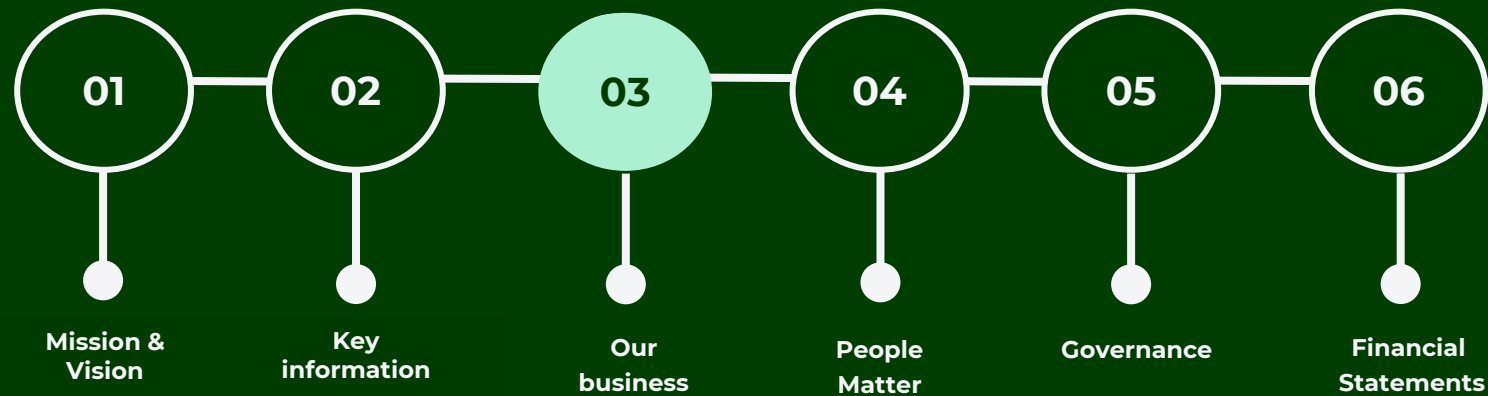 01
02
03
04
05
06
Mission &
Vision
Key
information
Our
business
People
Matter
Governance
Financial
Statements